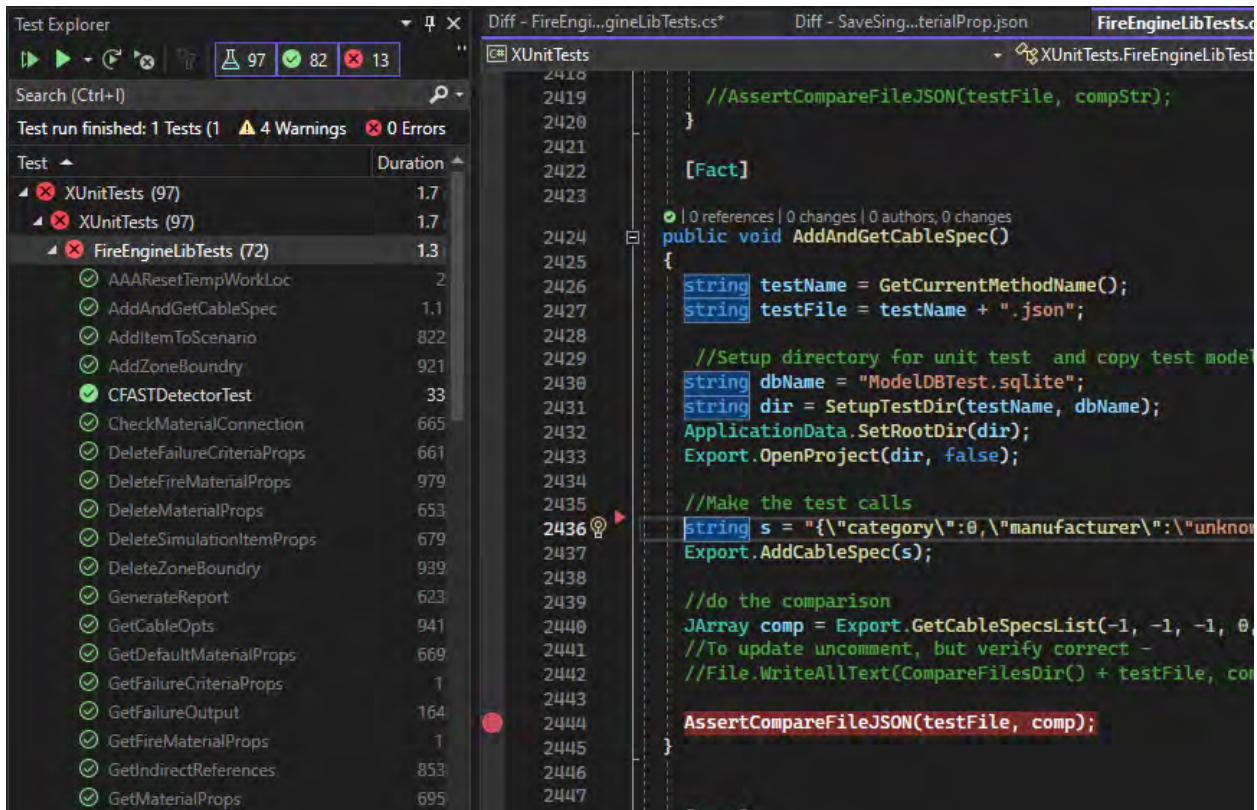 Test Explorer
97 82 13
Search (Ctrl+I)
Test run finished: 1 Tests (1 4 Warnings 0 Errors
Test Duration
XUnitTests (97) 1.7
XUnitTests (97) 1.7
FireEngineLibTests (72) 1.3
AAAResetTempWorkLoc 2
AddAndGetCableSpec 1.1
AddItemToScenario 822
AddZoneBoundry 921
CFASTDetectorTest 33
CheckMaterialConnection 665
DeleteFailureCriteriaProps 661
DeleteFireMaterialProps 979
DeleteMaterialProps 653
DeleteSimulationItemProps 679
DeleteZoneBoundry 939
GenerateReport 623
GetCableOpts 941
GetDefaultMaterialProps 669
GetFailureCriteriaProps 1
GetFailureOutput 164
GetFireMaterialProps 1
GetIndirectReferences 853
GetMaterialProps 695
Diff - FireEngi...gineLibTests.cs* Diff - SaveSing...terialProp.json FireEngineLibTests.c
C# XUnitTests XUnitTests.FireEngineLibTest
2418
2419 //AssertCompareFileJSON(testFile, compStr);
2420 }
2421
2422 [Fact]
2423
0 references | 0 changes | 0 authors, 0 changes
2424 public void AddAndGetCableSpec()
2425 {
2426 string testName = GetCurrentMethodName();
2427 string testFile = testName + ".json";
2428
2429 //Setup directory for unit test  and copy test model
2430 string dbName = "ModelDBTest.sqlite";
2431 string dir = SetupTestDir(testName, dbName);
2432 ApplicationData.SetRootDir(dir);
2433 Export.OpenProject(dir, false);
2434
2435 //Make the test calls
2436 string s = "{\"category\":0,\"manufacturer\":\"unknow
2437 Export.AddCableSpec(s);
2438
2439 //do the comparison
2440 JArray comp = Export.GetCableSpecsList(-1, -1, -1, 0,
2441 //To update uncomment, but verify correct -
2442 //File.WriteAllText(CompareFilesDir() + testFile, com
2443
2444 AssertCompareFileJSON(testFile, comp);
2445 }
2446
2447